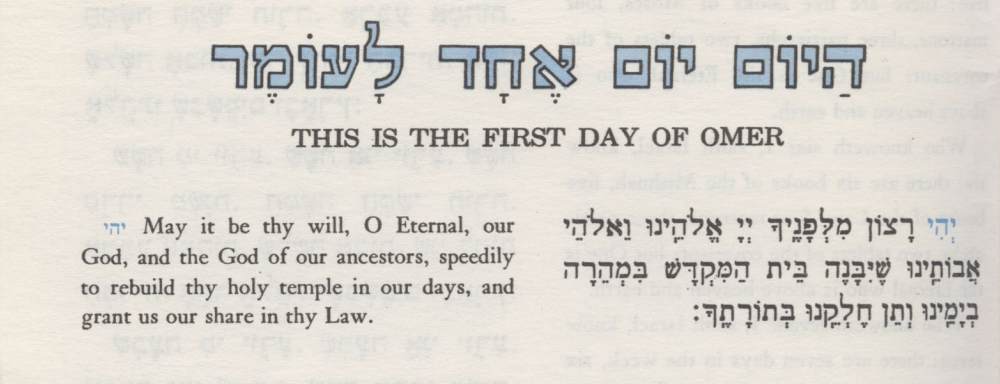 הַיּוֹם יוֹם אֶחָד לָעוֹמֶר
THIS IS THE FIRST DAY OF OMER
יהי May it be thy will, O Eternal, our
God, and the God of our ancestors, speedily
to rebuild thy holy temple in our days, and
grant us our share in thy Law.
יְהִי רָצוֹן מִלְּפָנֶיךָ יְיָ אֱלֹהֵינוּ וֵאלֹהֵי
אֲבוֹתֵינוּ שֶׁיִּבָּנֶה בֵּית הַמִּקְדָּשׁ בִּמְהֵרָה
בְיָמֵינוּ וְתֵן חֶלְקֵנוּ בְּתוֹרָתֶךָ׃